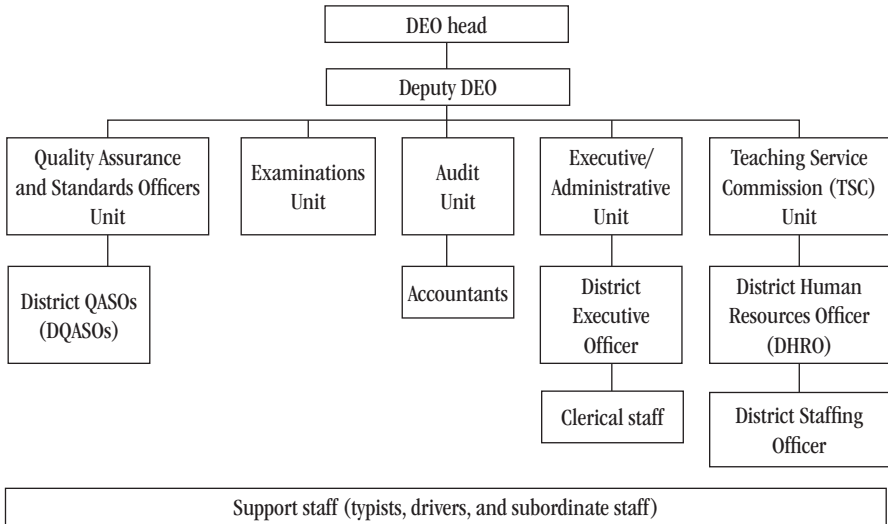 DEO head
Deputy DEO
Quality Assurance
and Standards Officers
Unit
Examinations
Unit
Audit
Unit
Executive/
Administrative
Unit
Teaching Service
Commission (TSC)
Unit
District QASOs
(DQASOs)
Accountants
District
Executive
Officer
District Human
Resources Officer
(DHRO)
Clerical staff
District Staffing
Officer
Support staff (typists, drivers, and subordinate staff)